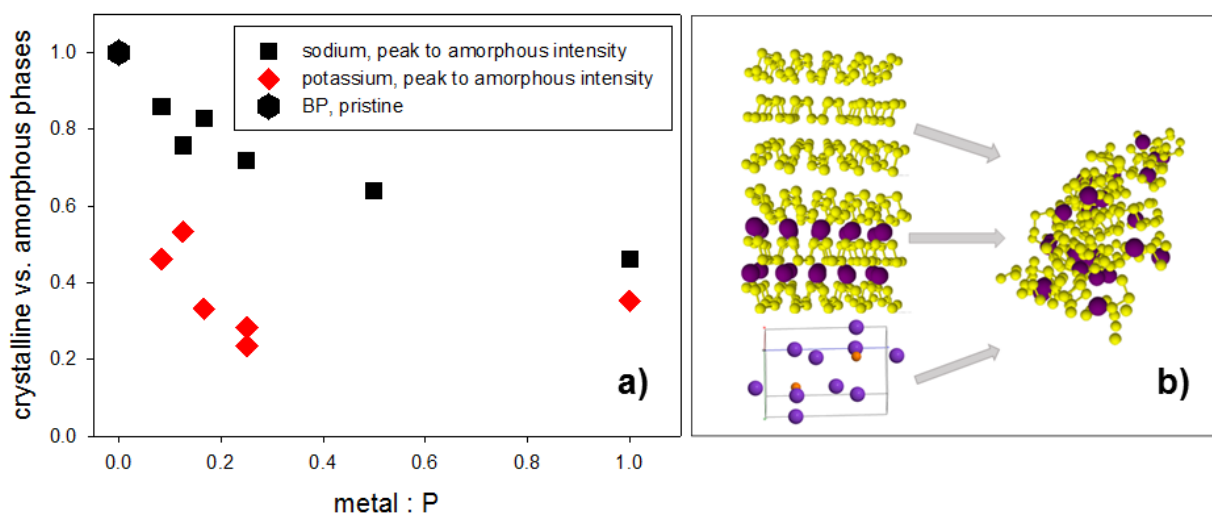 crystalline vs. amorphous phases
1.0
0.8
0.6
0.4
0.2
0.0
sodium, peak to amorphous intensity
potassium, peak to amorphous intensity
BP, pristine
a)
0.0 0.2 0.4 0.6 0.8 1.0
metal : P
b)